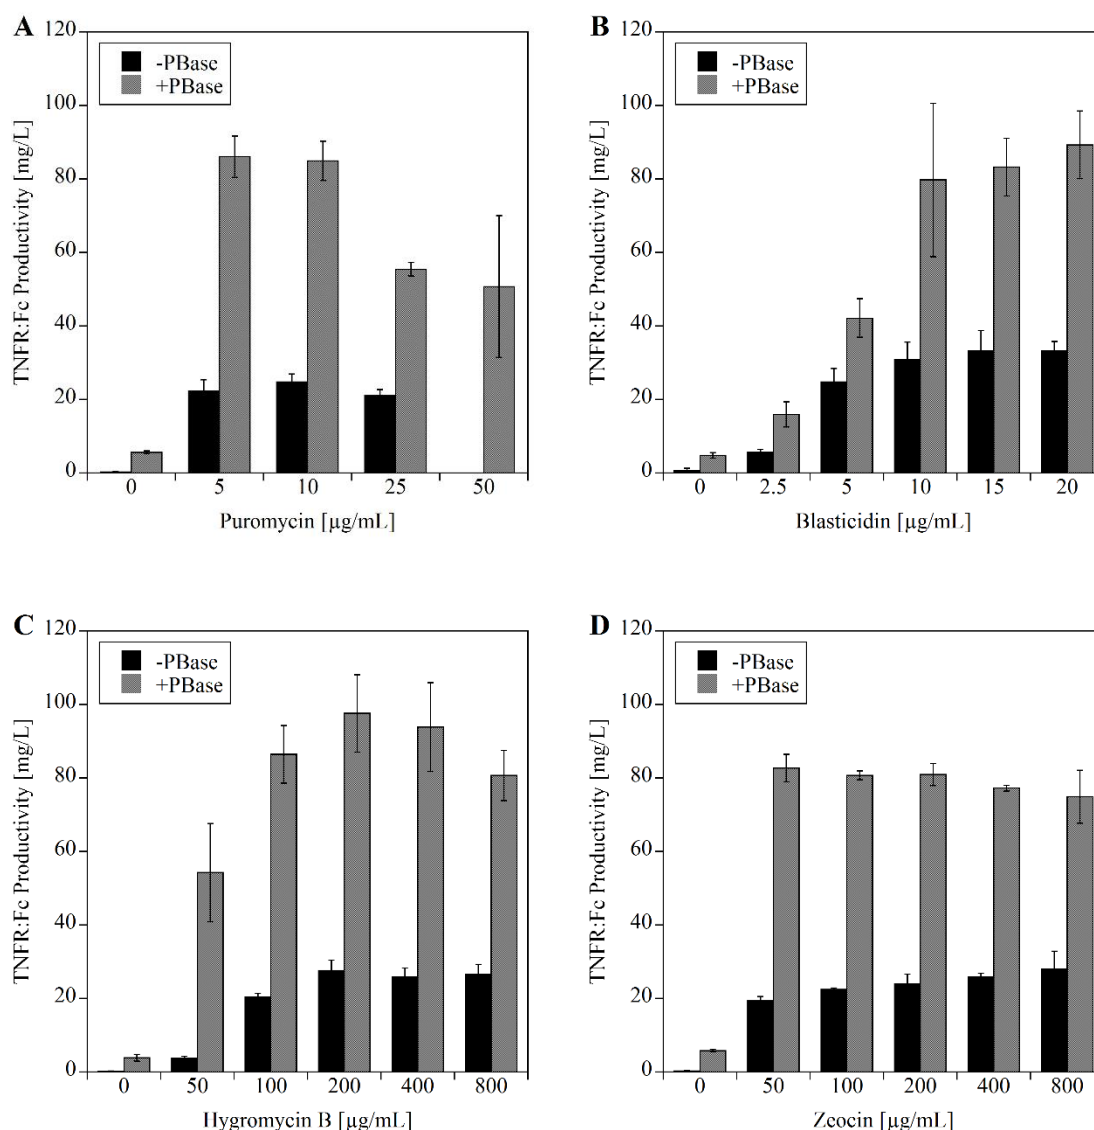 A
-PBase
+PBase
TNFR:Fc Productivity [mg/L]
120
100
80
60
40
20
0
0 5 10 25 50
Puromycin [µg/mL]
B
-PBase
+PBase
TNFR:Fc Productivity [mg/L]
120
100
80
60
40
20
0
0 2.5 5 10 15 20
Blasticidin [µg/mL]
C
-PBase
+PBase
TNFR:Fc Productivity [mg/L]
120
100
80
60
40
20
0
0 50 100 200 400 800
Hygromycin B [µg/mL]
D
-PBase
+PBase
TNFR:Fc Productivity [mg/L]
120
100
80
60
40
20
0
0 50 100 200 400 800
Zeocin [µg/mL]